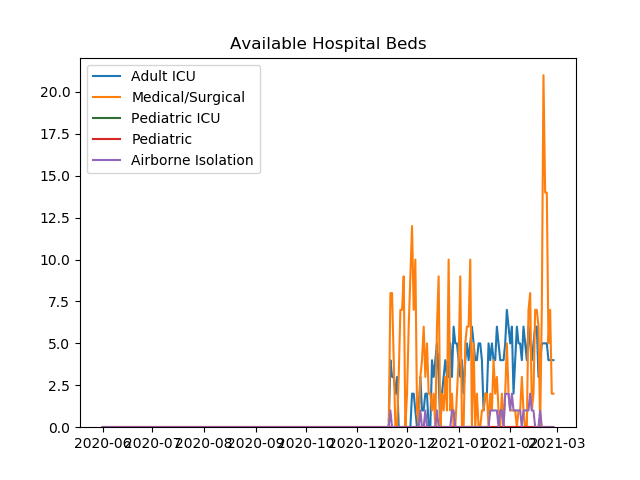 Available Hospital Beds
Adult ICU
Medical/Surgical
Pediatric ICU
Pediatric
Airborne Isolation
20.0
17.5
15.0
12.5
10.0
7.5
5.0
2.5
0.0
2020-06 2020-07 2020-08 2020-09 2020-10 2020-11 2020-12 2021-01 2021-02 2021-03